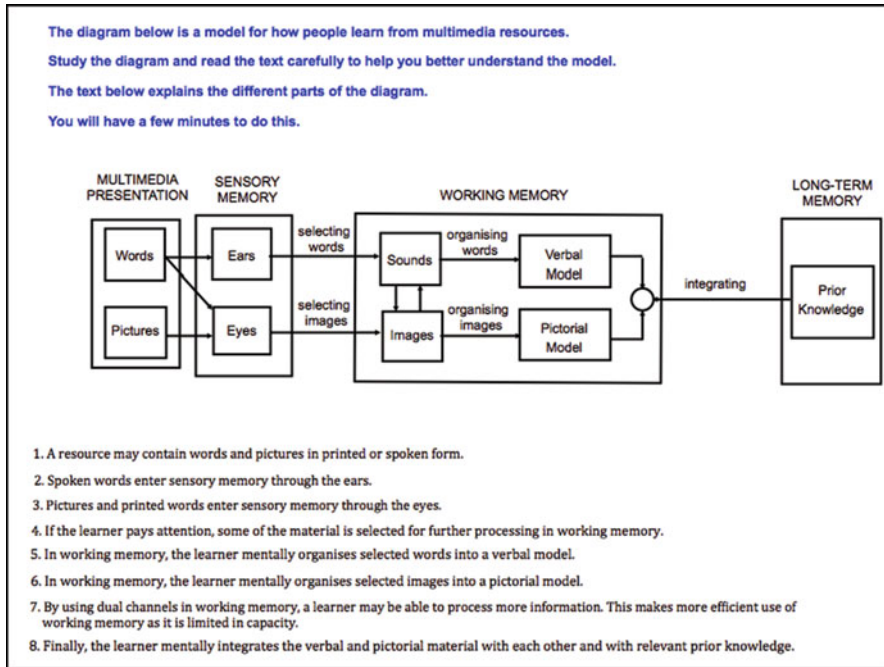 The diagram below is a model for how people learn from multimedia resources.
Study the diagram and read the text carefully to help you better understand the model.
The text below explains the different parts of the diagram.
You will have a few minutes to do this.
MULTIMEDIA
PRESENTATION
SENSORY
MEMORY
WORKING MEMORY
LONG-TERM
MEMORY
Words
Ears
selecting
words
Sounds
organising
words
Verbal
Model
integrating
Prior
Knowledge
Pictures
Eyes
selecting
images
Images
organising
images
Pictorial
Model
1. A resource may contain words and pictures in printed or spoken form.
2. Spoken words enter sensory memory through the ears.
3. Pictures and printed words enter sensory memory through the eyes.
4. If the learner pays attention, some of the material is selected for further processing in working memory.
5. In working memory, the learner mentally organises selected words into a verbal model.
6. In working memory, the learner mentally organises selected images into a pictorial model.
7. By using dual channels in working memory, a learner may be able to process more information. This makes more efficient use of
working memory as it is limited in capacity.
8. Finally, the learner mentally integrates the verbal and pictorial material with each other and with relevant prior knowledge.